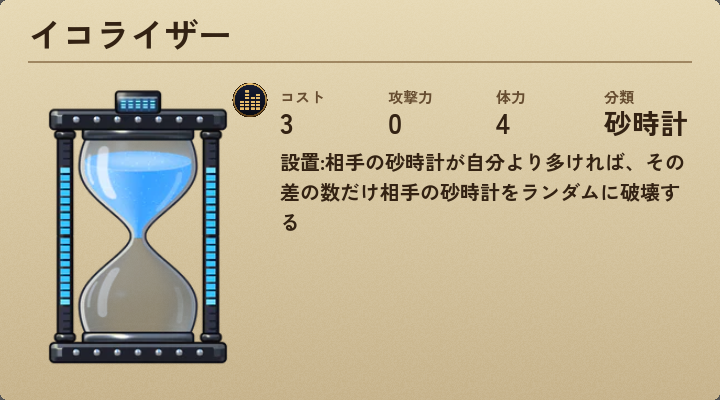 イコライザー
コスト 攻撃力 体力 分類
3 0 4 砂時計
設置:相手の砂時計が自分より多ければ、その
差の数だけ相手の砂時計をランダムに破壊す
る